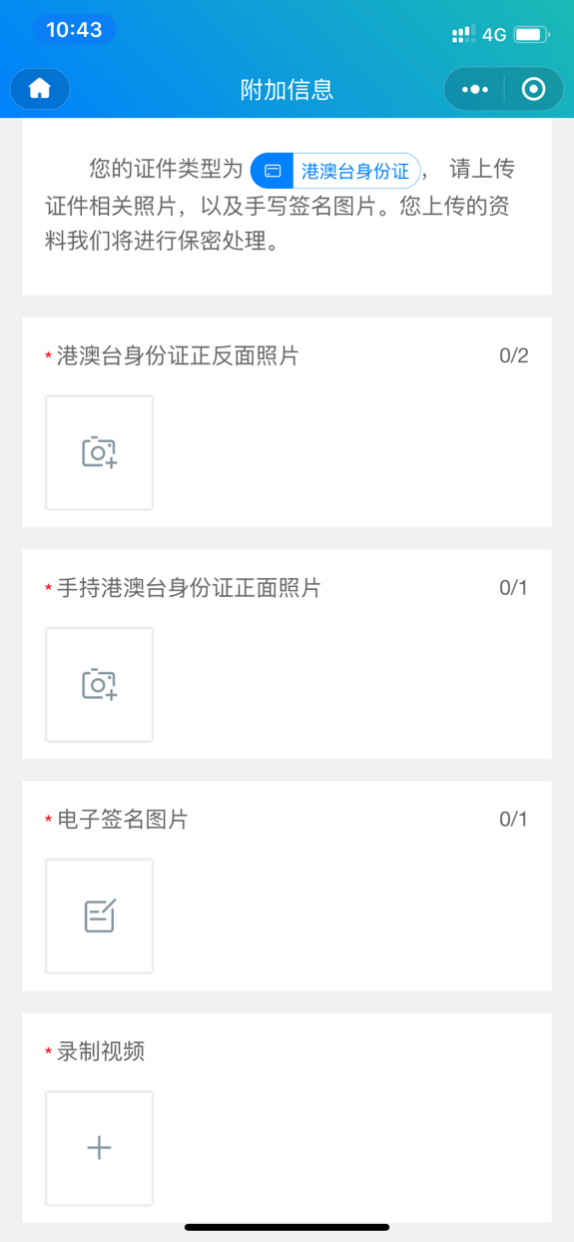 10:43
4G
附加信息
您的证件类型为 港澳台身份证， 请上传
证件相关照片，以及手写签名图片。您上传的资
料我们将进行保密处理。
*港澳台身份证正反面照片 0/2
*手持港澳台身份证正面照片 0/1
*电子签名图片 0/1
*录制视频